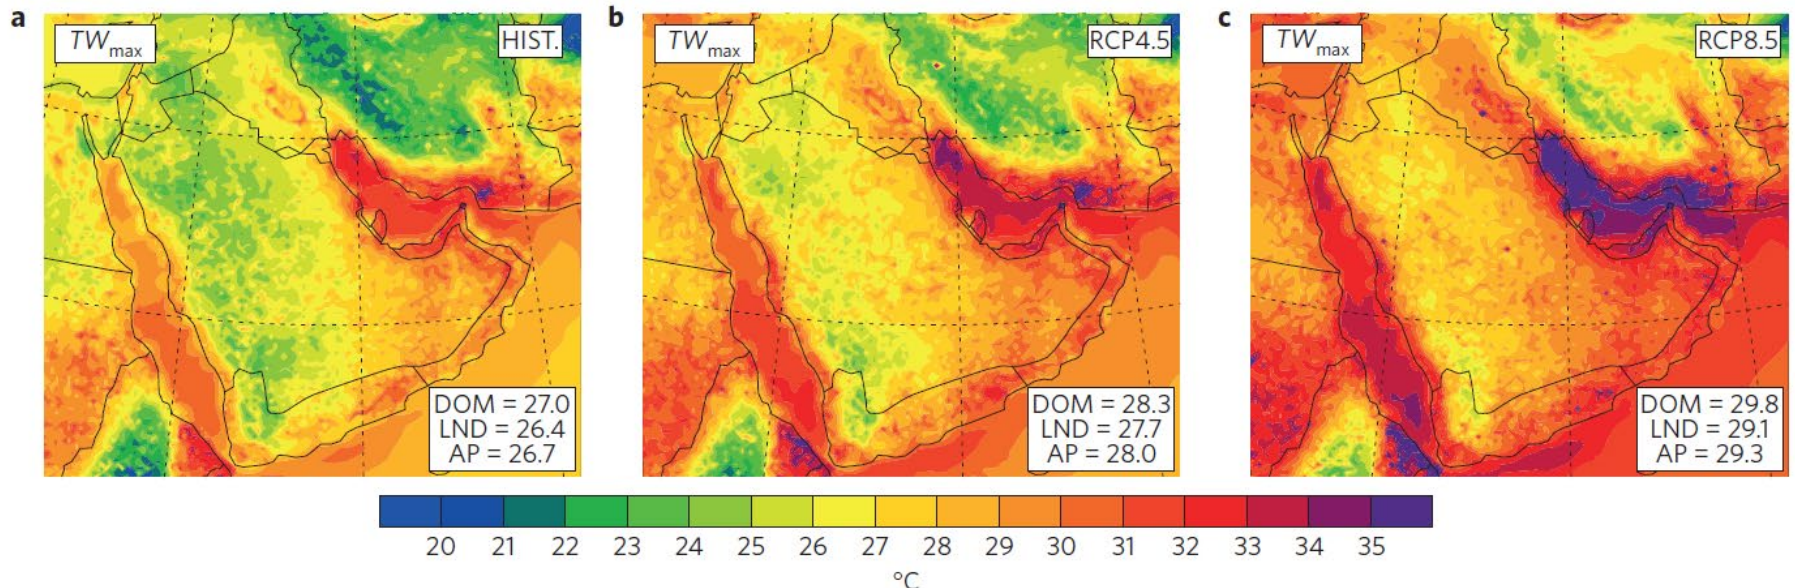 a
TWmax
HIST.
DOM = 27.0
LND = 26.4
AP = 26.7
b
TWmax
RCP4.5
DOM = 28.3
LND = 27.7
AP = 28.0
c
TWmax
RCP8.5
DOM = 29.8
LND = 29.1
AP = 29.3
20 21 22 23 24 25 26 27 28 29 30 31 32 33 34 35
°C